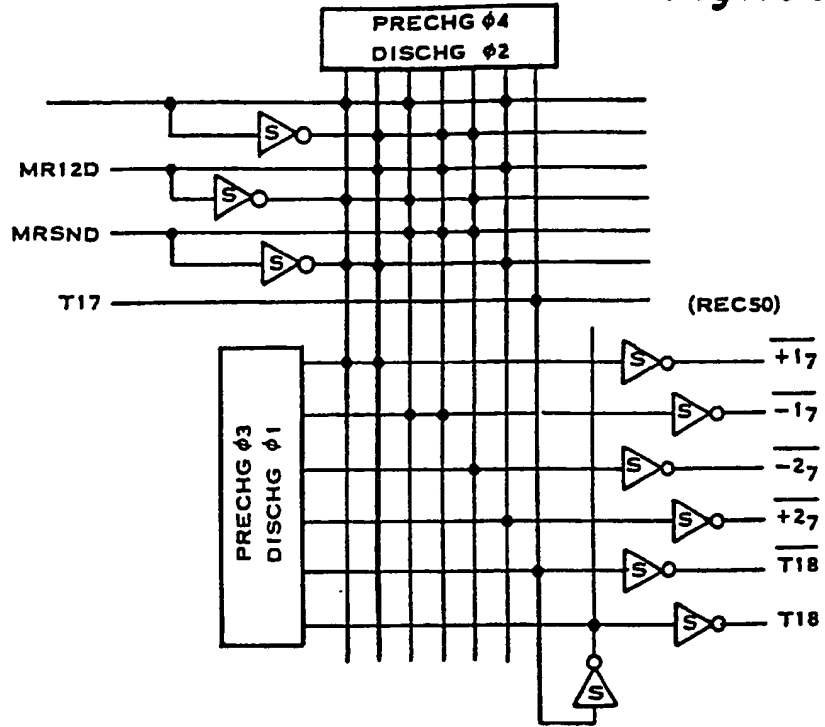 PRECHG φ4
DISCHG φ2
S
MR12D
S
MRSND
S
T17
(REC50)
PRECHG φ3
DISCHG φ1
S
+1₇
S
-1₇
S
-2₇
S
+2₇
S
T18
S
T18
S